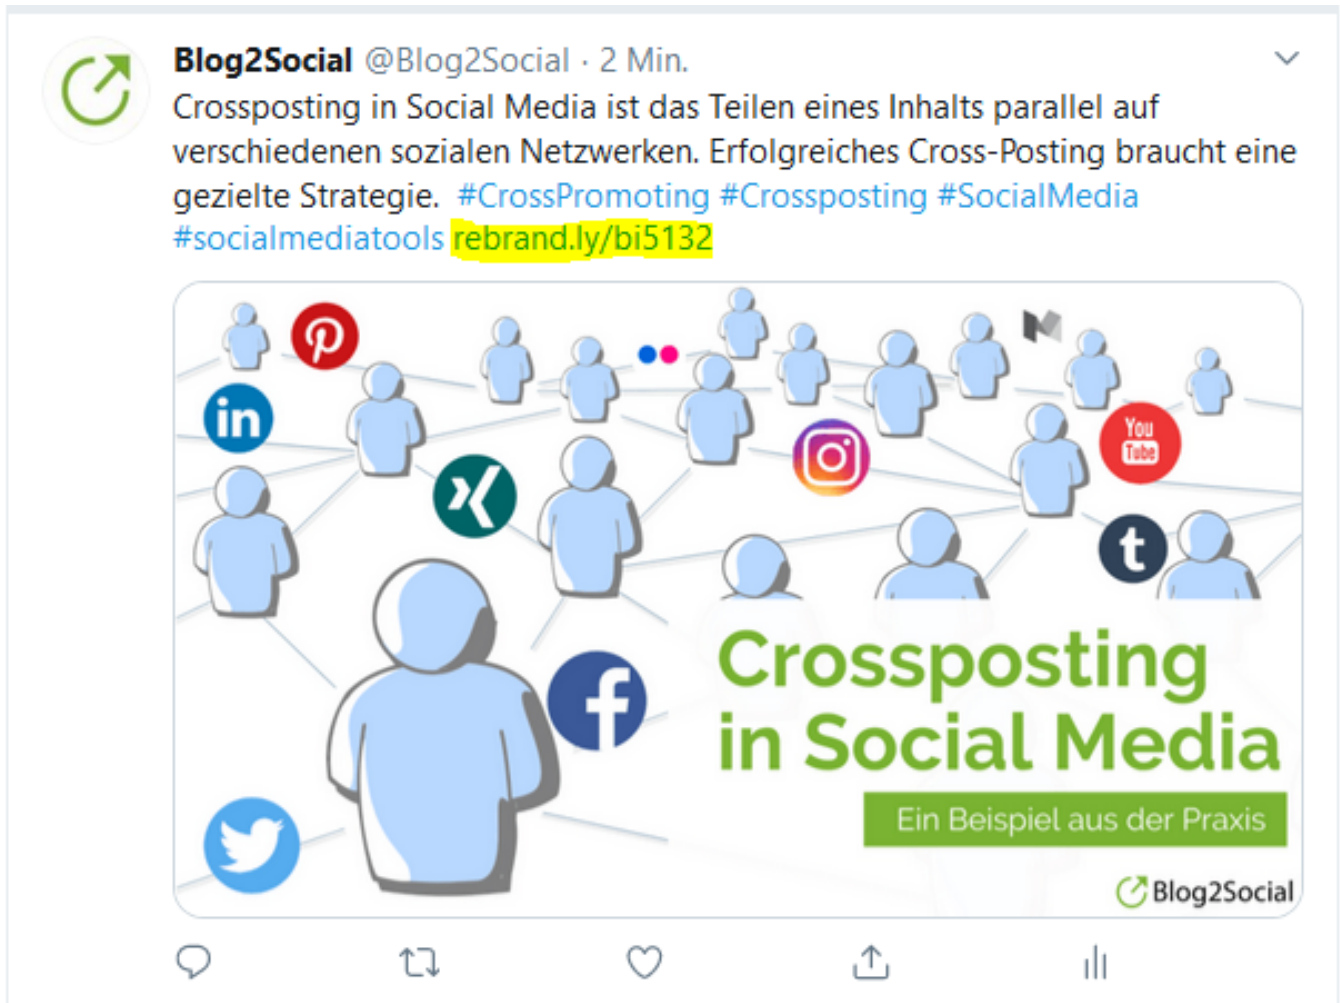 Blog2Social @Blog2Social · 2 Min.
Crossposting in Social Media ist das Teilen eines Inhalts parallel auf
verschiedenen sozialen Netzwerken. Erfolgreiches Cross-Posting braucht eine
gezielte Strategie. #CrossPromoting #Crossposting #SocialMedia
#socialmediatools rebrand.ly/bi5132
in
You
Tube
t
f
Crossposting
in Social Media
Ein Beispiel aus der Praxis
Blog2Social